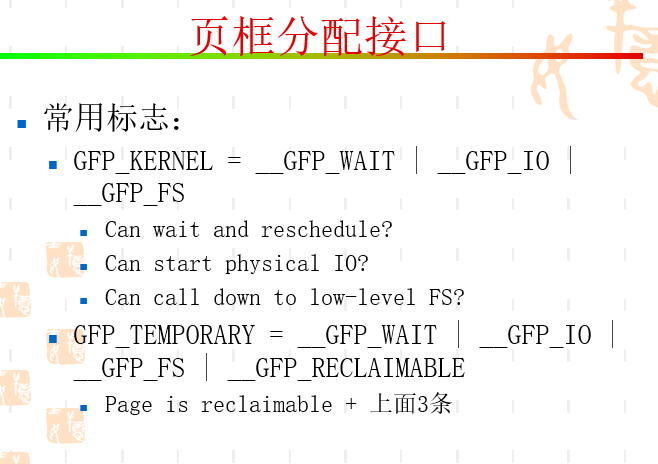 页框分配接口
常用标志：
GFP_KERNEL = __GFP_WAIT | __GFP_IO |
__GFP_FS
Can wait and reschedule?
Can start physical IO?
Can call down to low-level FS?
GFP_TEMPORARY = __GFP_WAIT | __GFP_IO |
__GFP_FS | __GFP_RECLAIMABLE
Page is reclaimable + 上面3条